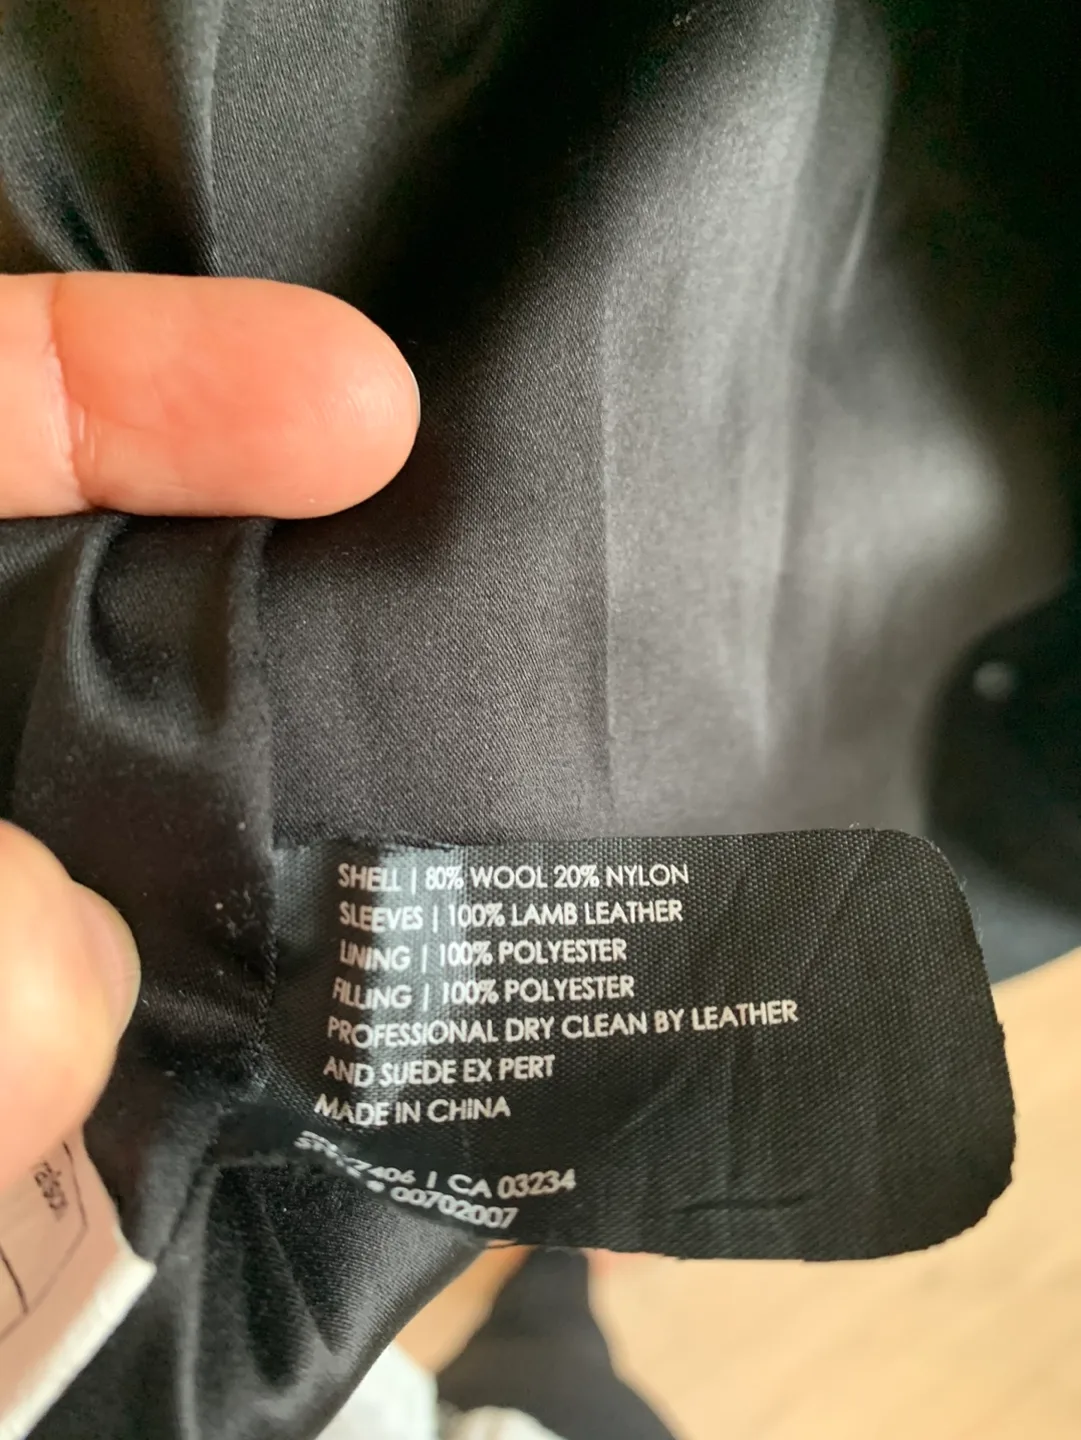 SHELL | 80% WOOL 20% NYLON
SLEEVES | 100% LAMB LEATHER
LINING | 100% POLYESTER
FILLING | 100% POLYESTER
PROFESSIONAL DRY CLEAN BY LEATHER
AND SUEDE EX PERT
MADE IN CHINA
CA 03234
00702007